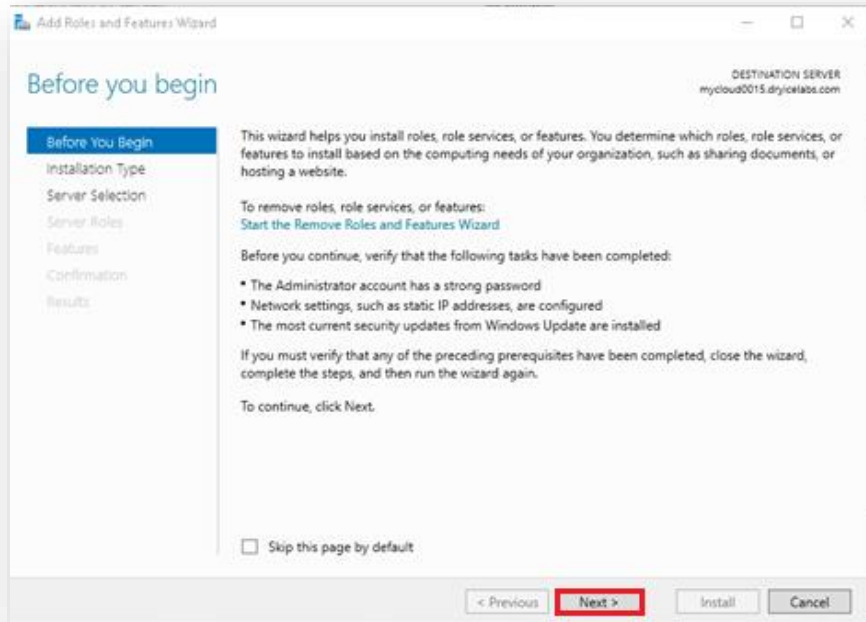 Add Roles and Features Wizard
Before you begin
DESTINATION SERVER
mycloud0015.dryicelabs.com
Before You Begin
Installation Type
Server Selection
Server Roles
Features
Confirmation
Results
This wizard helps you install roles, role services, or features. You determine which roles, role services, or
features to install based on the computing needs of your organization, such as sharing documents, or
hosting a website.
To remove roles, role services, or features:
Start the Remove Roles and Features Wizard
Before you continue, verify that the following tasks have been completed:
• The Administrator account has a strong password
• Network settings, such as static IP addresses, are configured
• The most current security updates from Windows Update are installed
If you must verify that any of the preceding prerequisites have been completed, close the wizard,
complete the steps, and then run the wizard again.
To continue, click Next.
Skip this page by default
< Previous
Next >
Install
Cancel